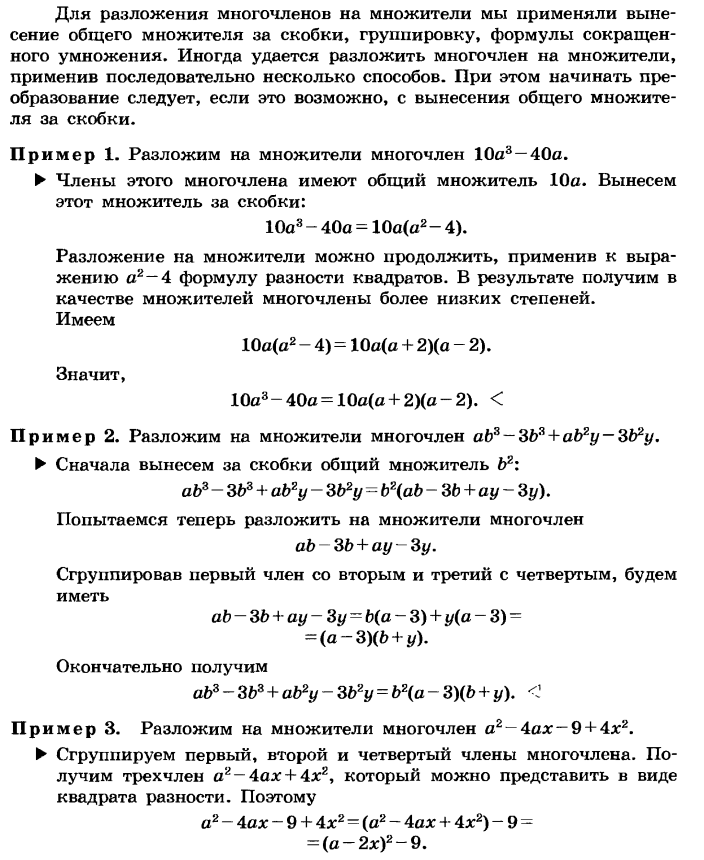 Для разложения многочленов на множители мы применяли выне-
сение общего множителя за скобки, группировку, формулы сокращен-
ного умножения. Иногда удается разложить многочлен на множители,
применив последовательно несколько способов. При этом начинать пре-
образование следует, если это возможно, с вынесения общего множите-
ля за скобки.
Пример 1. Разложим на множители многочлен 10a³ − 40a.
► Члены этого многочлена имеют общий множитель 10a. Вынесем
этот множитель за скобки:
10a³ − 40a = 10a(a² − 4).
Разложение на множители можно продолжить, применив к выра-
жению a² − 4 формулу разности квадратов. В результате получим в
качестве множителей многочлены более низких степеней.
Имеем
10a(a² − 4) = 10a(a + 2)(a − 2).
Значит,
10a³ − 40a = 10a(a + 2)(a − 2). <
Пример 2. Разложим на множители многочлен ab³ − 3b³ + ab²y − 3b²y.
► Сначала вынесем за скобки общий множитель b²:
ab³ − 3b³ + ab²y − 3b²y = b²(ab − 3b + ay − 3y).
Попытаемся теперь разложить на множители многочлен
ab − 3b + ay − 3y.
Сгруппировав первый член со вторым и третий с четвертым, будем
иметь
ab − 3b + ay − 3y = b(a − 3) + y(a − 3) =
= (a − 3)(b + y).
Окончательно получим
ab³ − 3b³ + ab²y − 3b²y = b²(a − 3)(b + y). <
Пример 3. Разложим на множители многочлен a² − 4ax − 9 + 4x².
► Сгруппируем первый, второй и четвертый члены многочлена. По-
лучим трехчлен a² − 4ax + 4x², который можно представить в виде
квадрата разности. Поэтому
a² − 4ax − 9 + 4x² = (a² − 4ax + 4x²) − 9 =
= (a − 2x)² − 9.